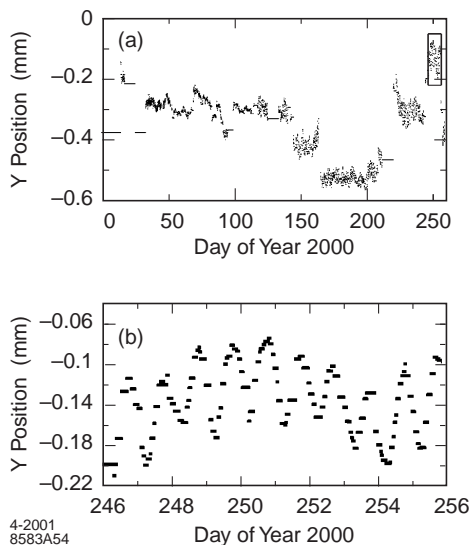 (a)
0
–0.2
–0.4
–0.6
Y Position (mm)
0 50 100 150 200 250
Day of Year 2000
(b)
–0.06
–0.1
–0.14
–0.18
–0.22
Y Position (mm)
246 248 250 252 254 256
Day of Year 2000
4-2001
8583A54